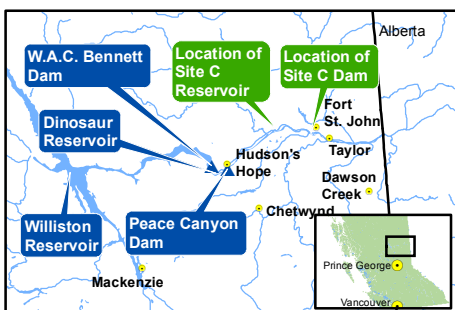 Alberta
W.A.C. Bennett
Dam
Location of
Site C
Reservoir
Location of
Site C Dam
Fort
St. John
Dinosaur
Reservoir
Taylor
Hudson's
Hope
Dawson
Creek
Williston
Reservoir
Peace Canyon
Dam
Chetwynd
Mackenzie
Prince George
Vancouver